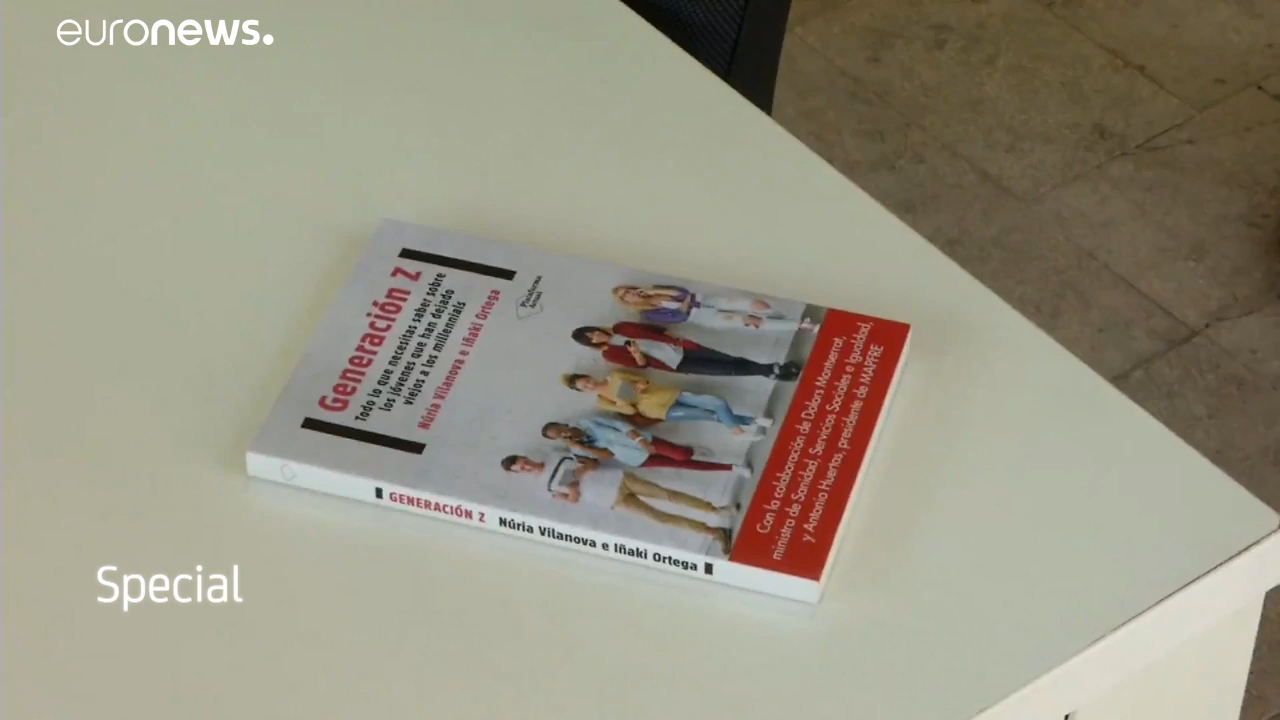 euronews.
Generación Z
Todo lo que necesitas saber sobre
los jóvenes que han dejado
viejos a los millennials
Núria Vilanova e Iñaki Ortega
Plataforma
Actual
Con la colaboración de Dolors Montserrat,
ministra de Sanidad, Servicios Sociales e Igualdad,
y Antonio Huertas, presidente de MAPFRE
GENERACIÓN Z Núria Vilanova e Iñaki Ortega
Special